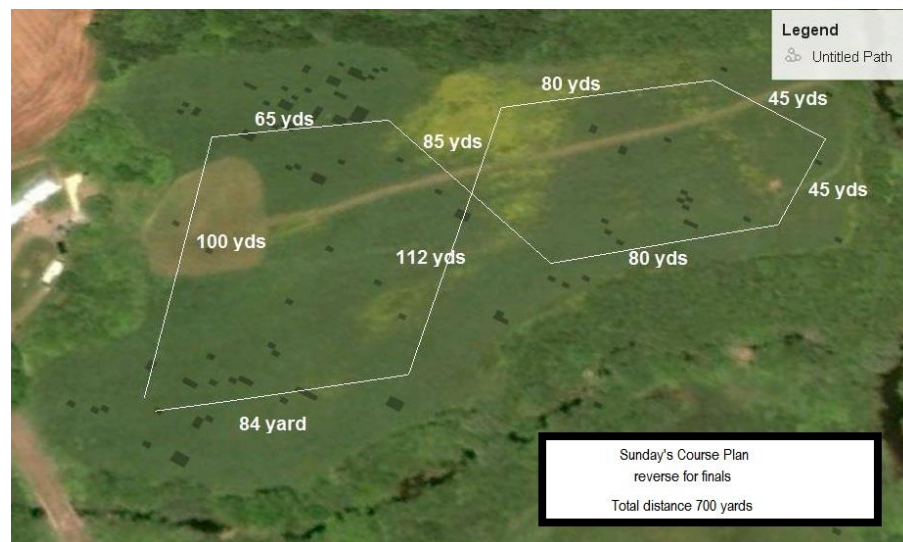 Legend
Untitled Path
80 yds
45 yds
65 yds
85 yds
45 yds
100 yds
112 yds
80 yds
84 yard
Sunday's Course Plan
reverse for finals
Total distance 700 yards